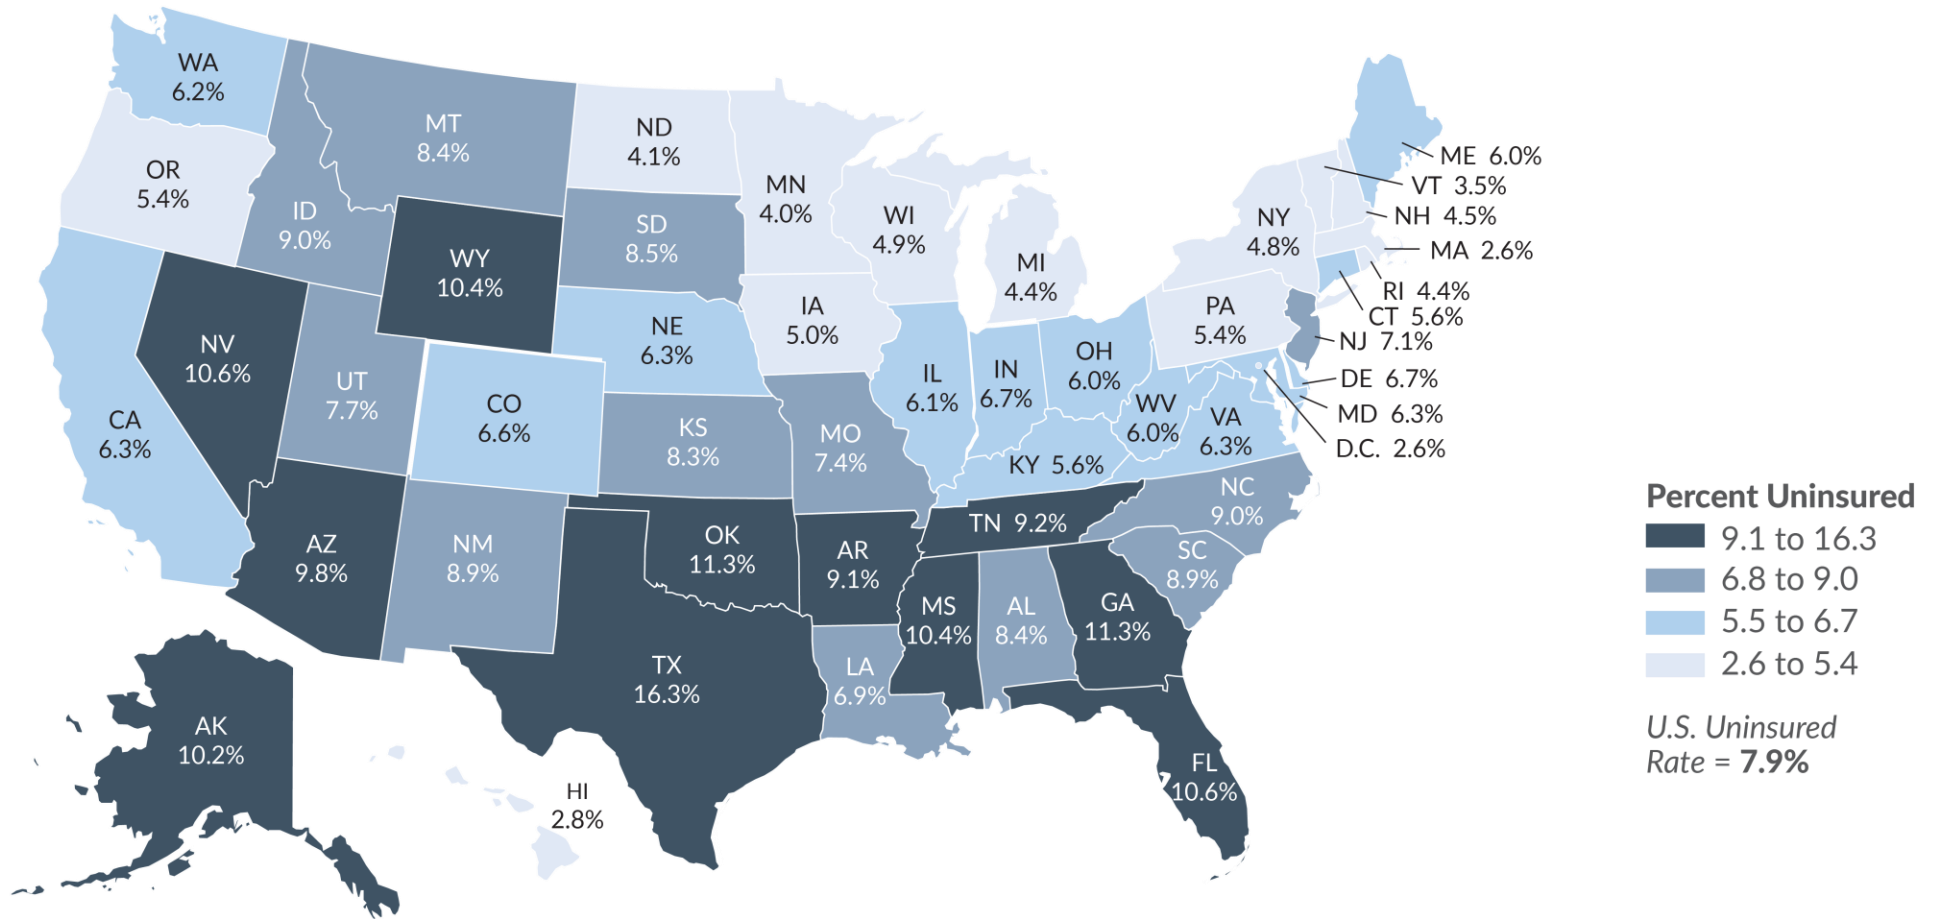 WA
6.2%
OR
5.4%
CA
6.3%
NV
10.6%
ID
9.0%
MT
8.4%
WY
10.4%
UT
7.7%
CO
6.6%
AZ
9.8%
NM
8.9%
ND
4.1%
SD
8.5%
NE
6.3%
KS
8.3%
OK
11.3%
TX
16.3%
MN
4.0%
IA
5.0%
MO
7.4%
AR
9.1%
LA
6.9%
WI
4.9%
IL
6.1%
MI
4.4%
IN
6.7%
OH
6.0%
KY 5.6%
TN 9.2%
MS
10.4%
AL
8.4%
GA
11.3%
FL
10.6%
SC
8.9%
NC
9.0%
VA
6.3%
WV
6.0%
PA
5.4%
NY
4.8%
ME 6.0%
VT 3.5%
NH 4.5%
MA 2.6%
RI 4.4%
CT 5.6%
NJ 7.1%
DE 6.7%
MD 6.3%
D.C. 2.6%
AK
10.2%
HI
2.8%
Percent Uninsured
9.1 to 16.3
6.8 to 9.0
5.5 to 6.7
2.6 to 5.4
U.S. Uninsured
Rate = 7.9%